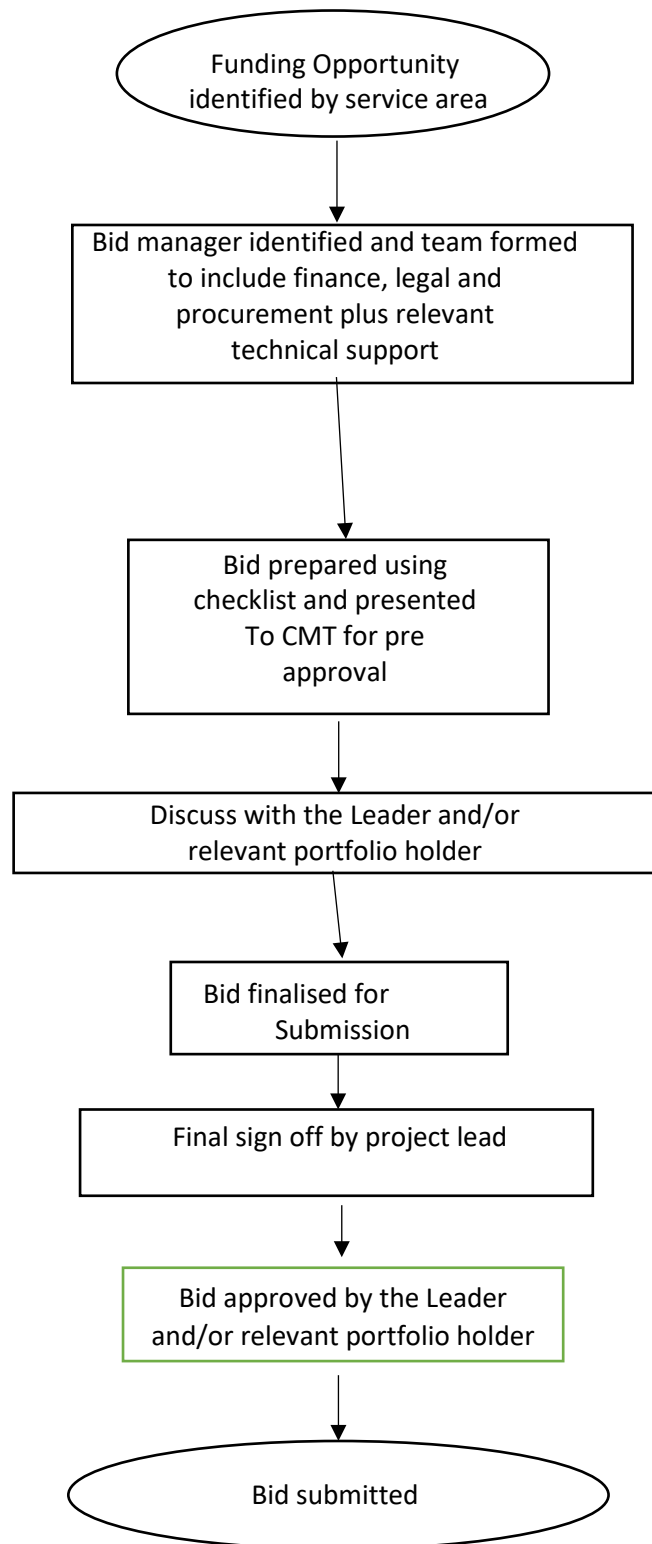 Funding Opportunity
identified by service area
Bid manager identified and team formed
to include finance, legal and
procurement plus relevant
technical support
Bid prepared using
checklist and presented
To CMT for pre
approval
Discuss with the Leader and/or
relevant portfolio holder
Bid finalised for
Submission
Final sign off by project lead
Bid approved by the Leader
and/or relevant portfolio holder
Bid submitted